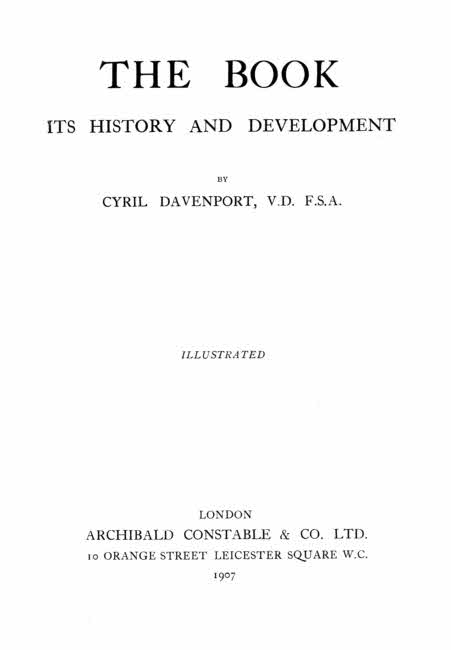 THE BOOK
ITS HISTORY AND DEVELOPMENT
BY
CYRIL DAVENPORT, V.D. F.S.A.
ILLUSTRATED
LONDON
ARCHIBALD CONSTABLE & CO. LTD.
10 ORANGE STREET LEICESTER SQUARE W.C.
1907